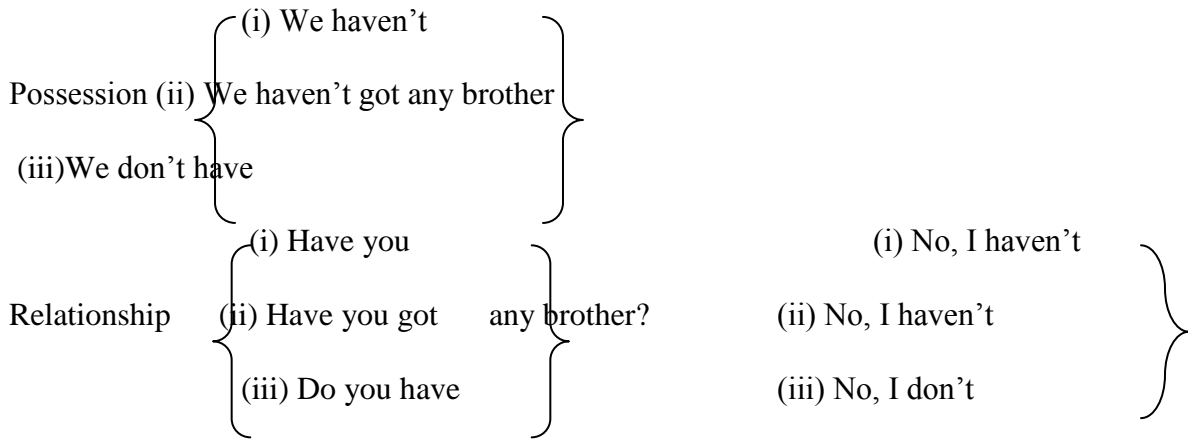 (i) We haven't
Possession (ii) We haven't got any brother
(iii)We don't have
(i) Have you (i) No, I haven't
Relationship (ii) Have you got any brother? (ii) No, I haven't
(iii) Do you have (iii) No, I don't